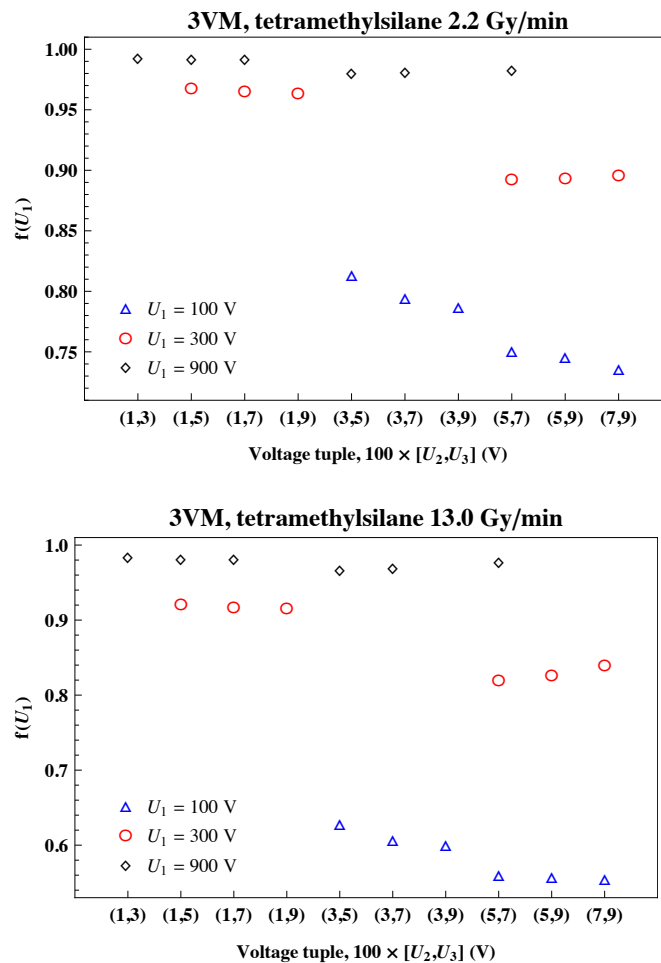 3VM, tetramethylsilane 2.2 Gy/min
1.00
0.95
0.90
0.85
0.80
0.75
f(U₁)
U₁ = 100 V
U₁ = 300 V
U₁ = 900 V
(1,3) (1,5) (1,7) (1,9) (3,5) (3,7) (3,9) (5,7) (5,9) (7,9)
Voltage tuple, 100 × [U₂,U₃] (V)
3VM, tetramethylsilane 13.0 Gy/min
1.0
0.9
0.8
0.7
0.6
f(U₁)
U₁ = 100 V
U₁ = 300 V
U₁ = 900 V
(1,3) (1,5) (1,7) (1,9) (3,5) (3,7) (3,9) (5,7) (5,9) (7,9)
Voltage tuple, 100 × [U₂,U₃] (V)